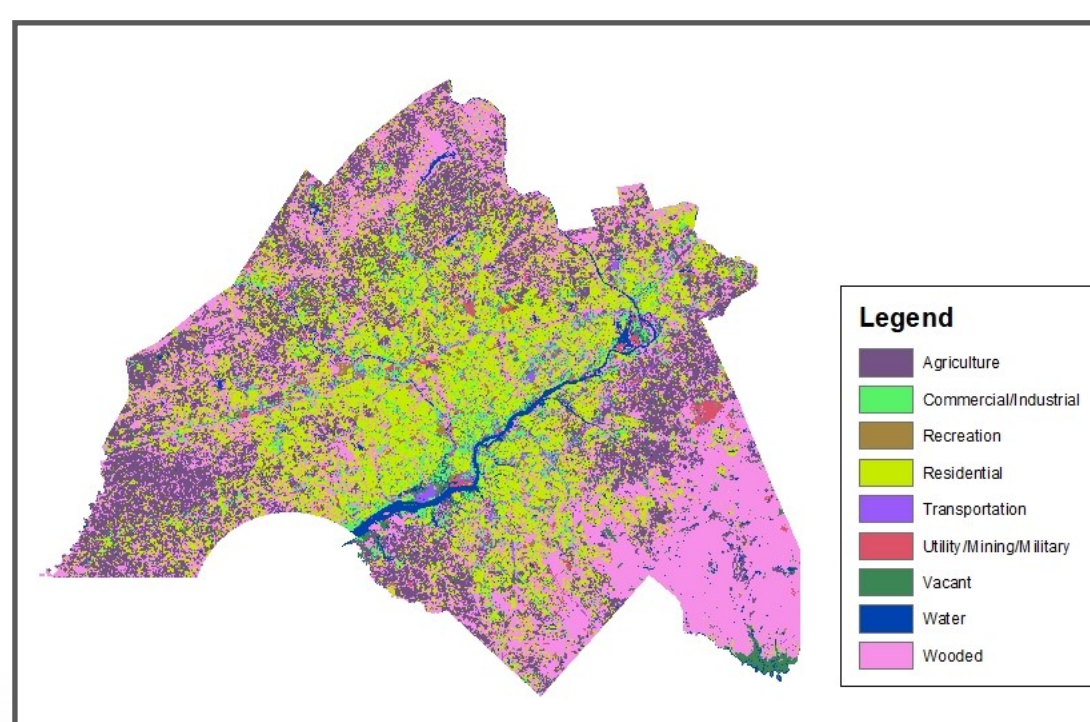 Legend
Agriculture
Commercial/Industrial
Recreation
Residential
Transportation
Utility/Mining/Military
Vacant
Water
Wooded